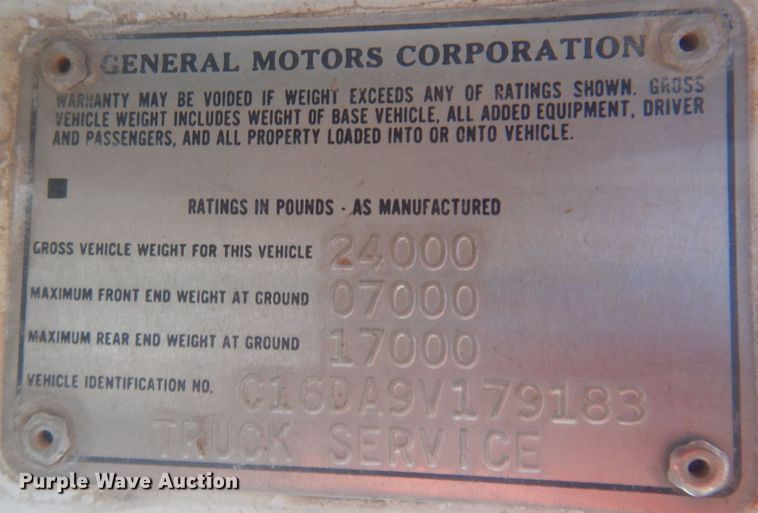 GENERAL MOTORS CORPORATION
WARRANTY MAY BE VOIDED IF WEIGHT EXCEEDS ANY OF RATINGS SHOWN. GROSS
VEHICLE WEIGHT INCLUDES WEIGHT OF BASE VEHICLE, ALL ADDED EQUIPMENT, DRIVER
AND PASSENGERS, AND ALL PROPERTY LOADED INTO OR ONTO VEHICLE.
RATINGS IN POUNDS - AS MANUFACTURED
GROSS VEHICLE WEIGHT FOR THIS VEHICLE 24000
MAXIMUM FRONT END WEIGHT AT GROUND 07000
MAXIMUM REAR END WEIGHT AT GROUND 17000
VEHICLE IDENTIFICATION NO. C16DA9V179183
TRUCK SERVICE
Purple Wave Auction